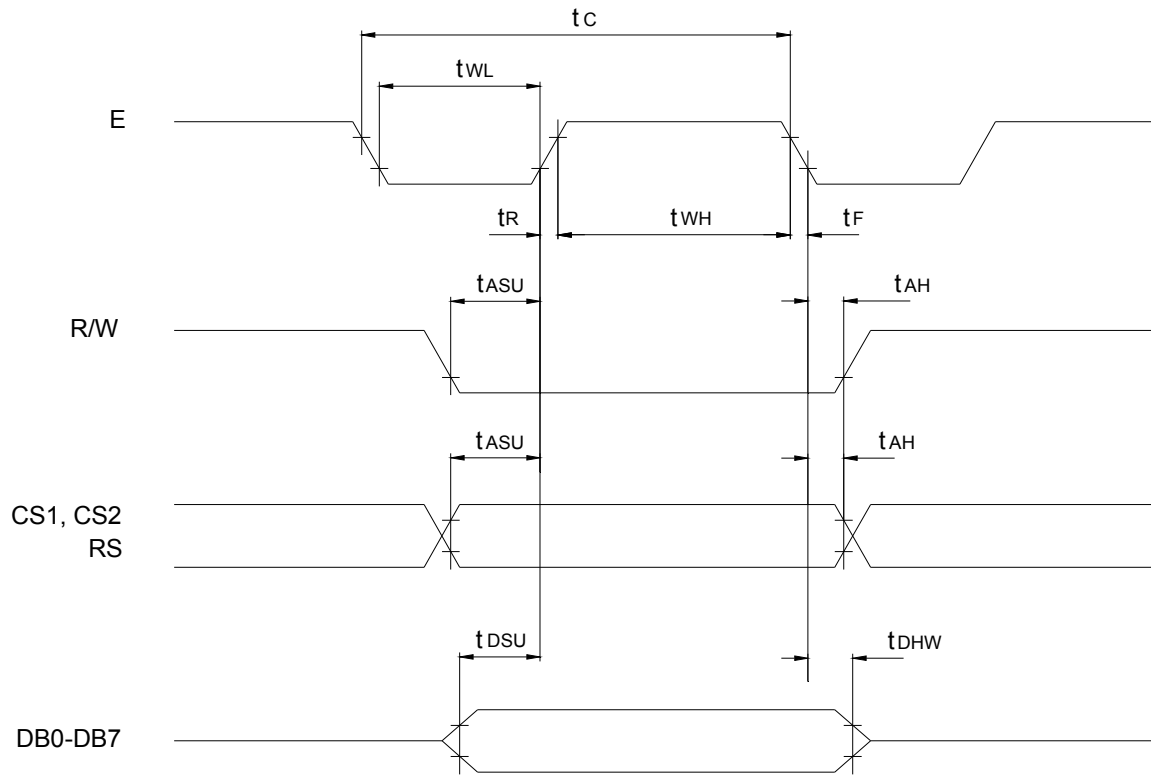 tC
tWL
E
tR
tWH
tF
tASU
tAH
R/W
tASU
tAH
CS1, CS2
RS
tDSU
tDHW
DB0-DB7